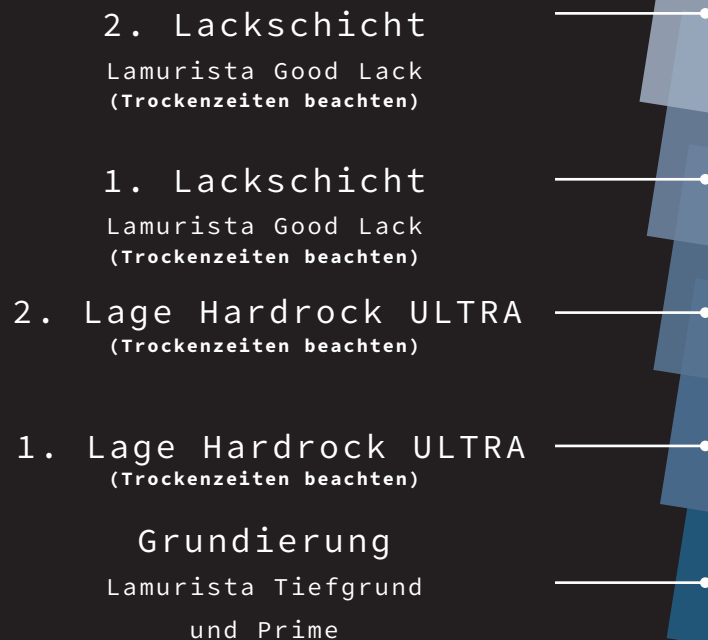 2. Lackschicht
Lamurista Good Lack
(Trockenzeiten beachten)
1. Lackschicht
Lamurista Good Lack
(Trockenzeiten beachten)
2. Lage Hardrock ULTRA
(Trockenzeiten beachten)
1. Lage Hardrock ULTRA
(Trockenzeiten beachten)
Grundierung
Lamurista Tiefgrund
und Prime